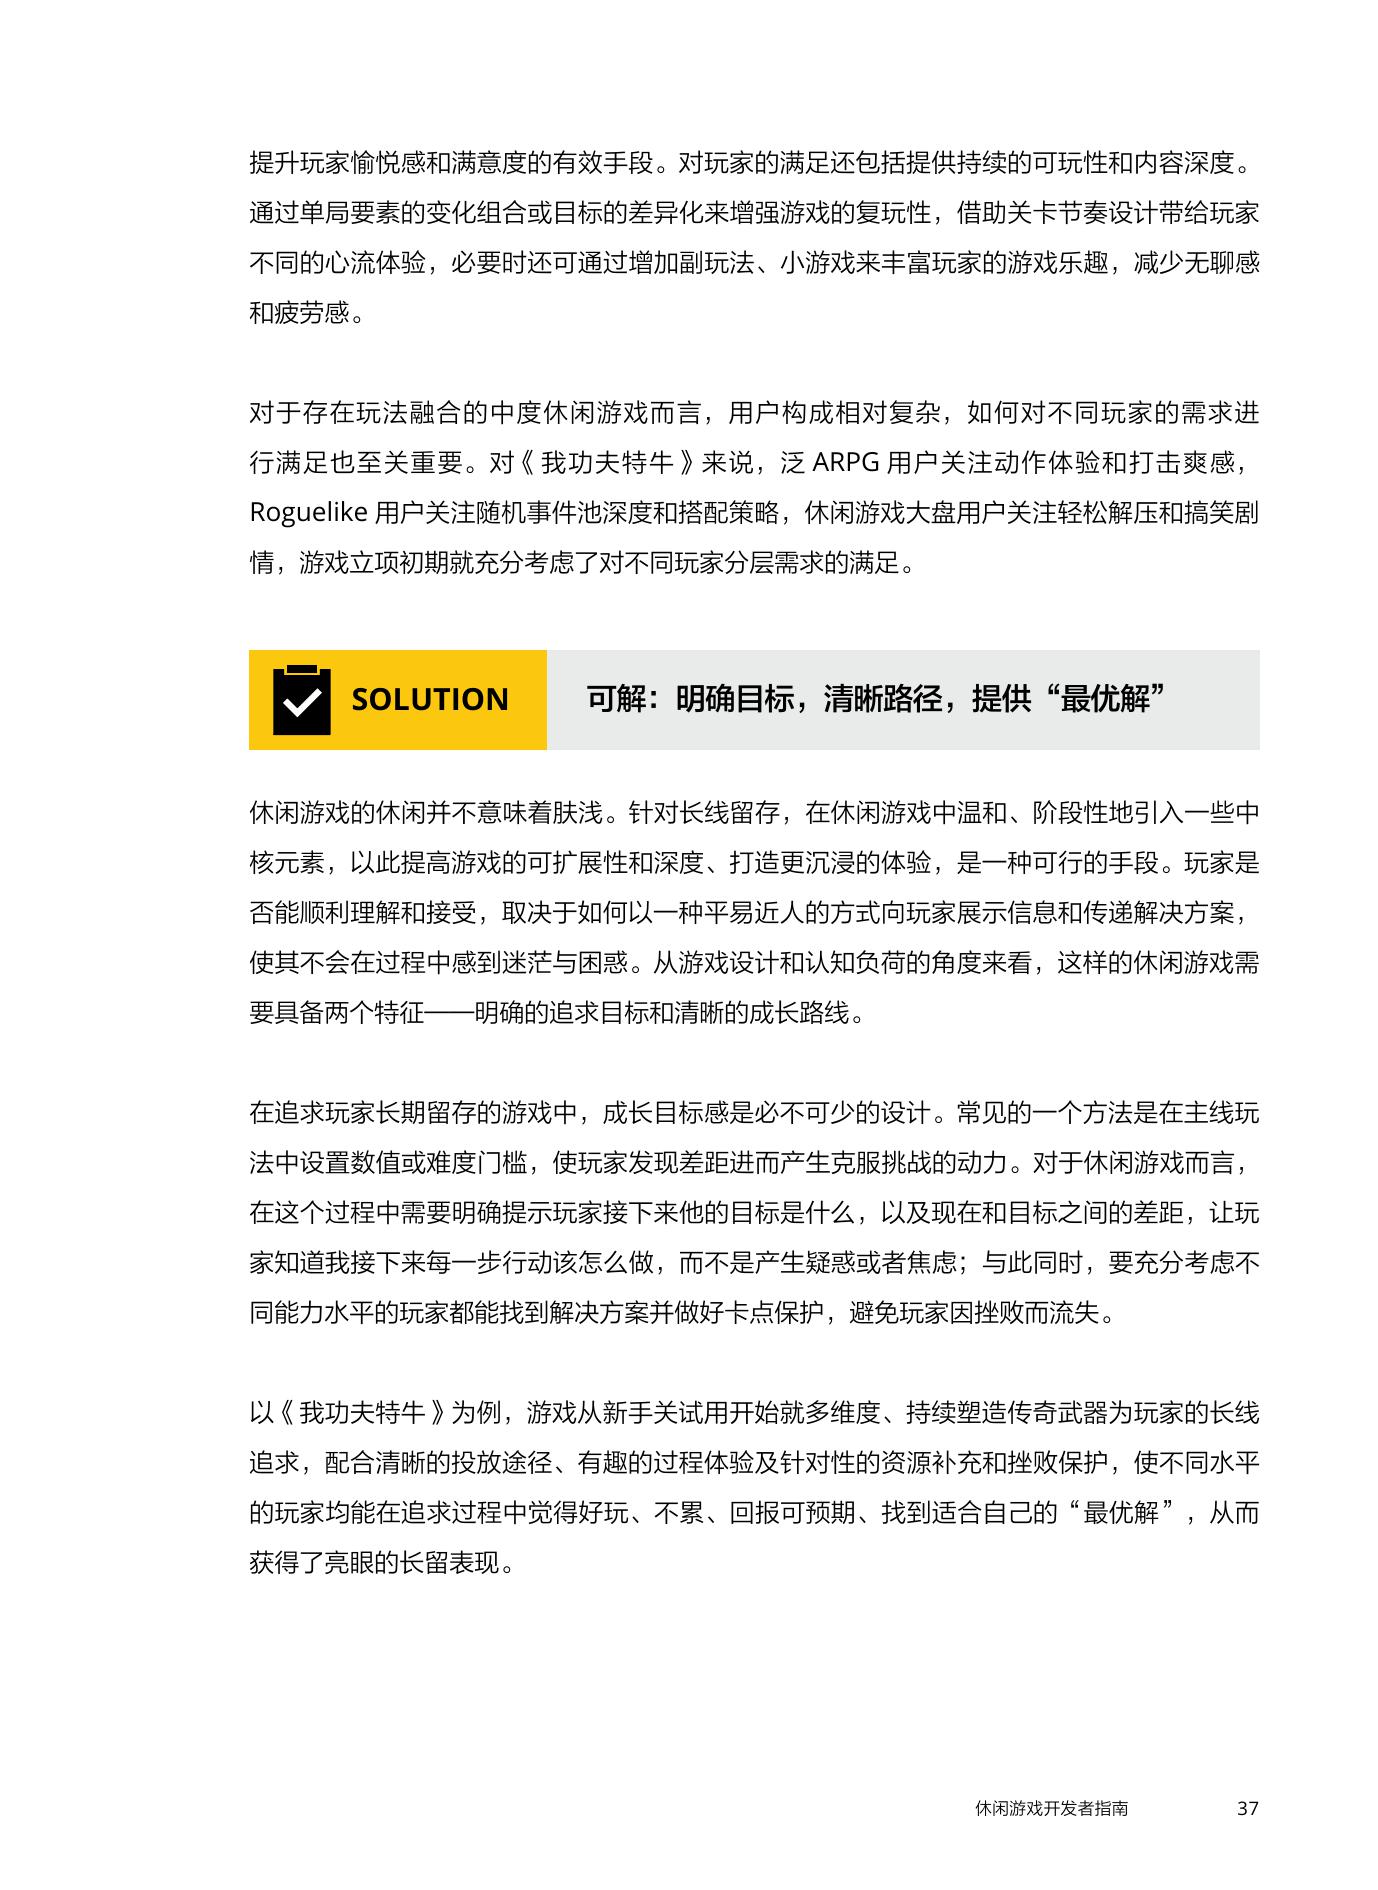 提升玩家愉悦感和满意度的有效手段。对玩家的满足还包括提供持续的可玩性和内容深度。
通过单局要素的变化组合或目标的差异化来增强游戏的复玩性，借助关卡节奏设计带给玩家
不同的心流体验，必要时还可通过增加副玩法、小游戏来丰富玩家的游戏乐趣，减少无聊感
和疲劳感。
对于存在玩法融合的中度休闲游戏而言，用户构成相对复杂，如何对不同玩家的需求进
行满足也至关重要。对《我功夫特牛》来说，泛 ARPG 用户关注动作体验和打击爽感，
Roguelike 用户关注随机事件池深度和搭配策略，休闲游戏大盘用户关注轻松解压和搞笑剧
情，游戏立项初期就充分考虑了对不同玩家分层需求的满足。
SOLUTION 可解：明确目标，清晰路径，提供“最优解”
休闲游戏的休闲并不意味着肤浅。针对长线留存，在休闲游戏中温和、阶段性地引入一些中
核元素，以此提高游戏的可扩展性和深度、打造更沉浸的体验，是一种可行的手段。玩家是
否能顺利理解和接受，取决于如何以一种平易近人的方式向玩家展示信息和传递解决方案，
使其不会在过程中感到迷茫与困惑。从游戏设计和认知负荷的角度来看，这样的休闲游戏需
要具备两个特征——明确的追求目标和清晰的成长路线。
在追求玩家长期留存的游戏中，成长目标感是必不可少的设计。常见的一个方法是在主线玩
法中设置数值或难度门槛，使玩家发现差距进而产生克服挑战的动力。对于休闲游戏而言，
在这个过程中需要明确提示玩家接下来他的目标是什么，以及现在和目标之间的差距，让玩
家知道我接下来每一步行动该怎么做，而不是产生疑惑或者焦虑；与此同时，要充分考虑不
同能力水平的玩家都能找到解决方案并做好卡点保护，避免玩家因挫败而流失。
以《我功夫特牛》为例，游戏从新手关试用开始就多维度、持续塑造传奇武器为玩家的长线
追求，配合清晰的投放途径、有趣的过程体验及针对性的资源补充和挫败保护，使不同水平
的玩家均能在追求过程中觉得好玩、不累、回报可预期、找到适合自己的“最优解”，从而
获得了亮眼的长留表现。
休闲游戏开发者指南 37